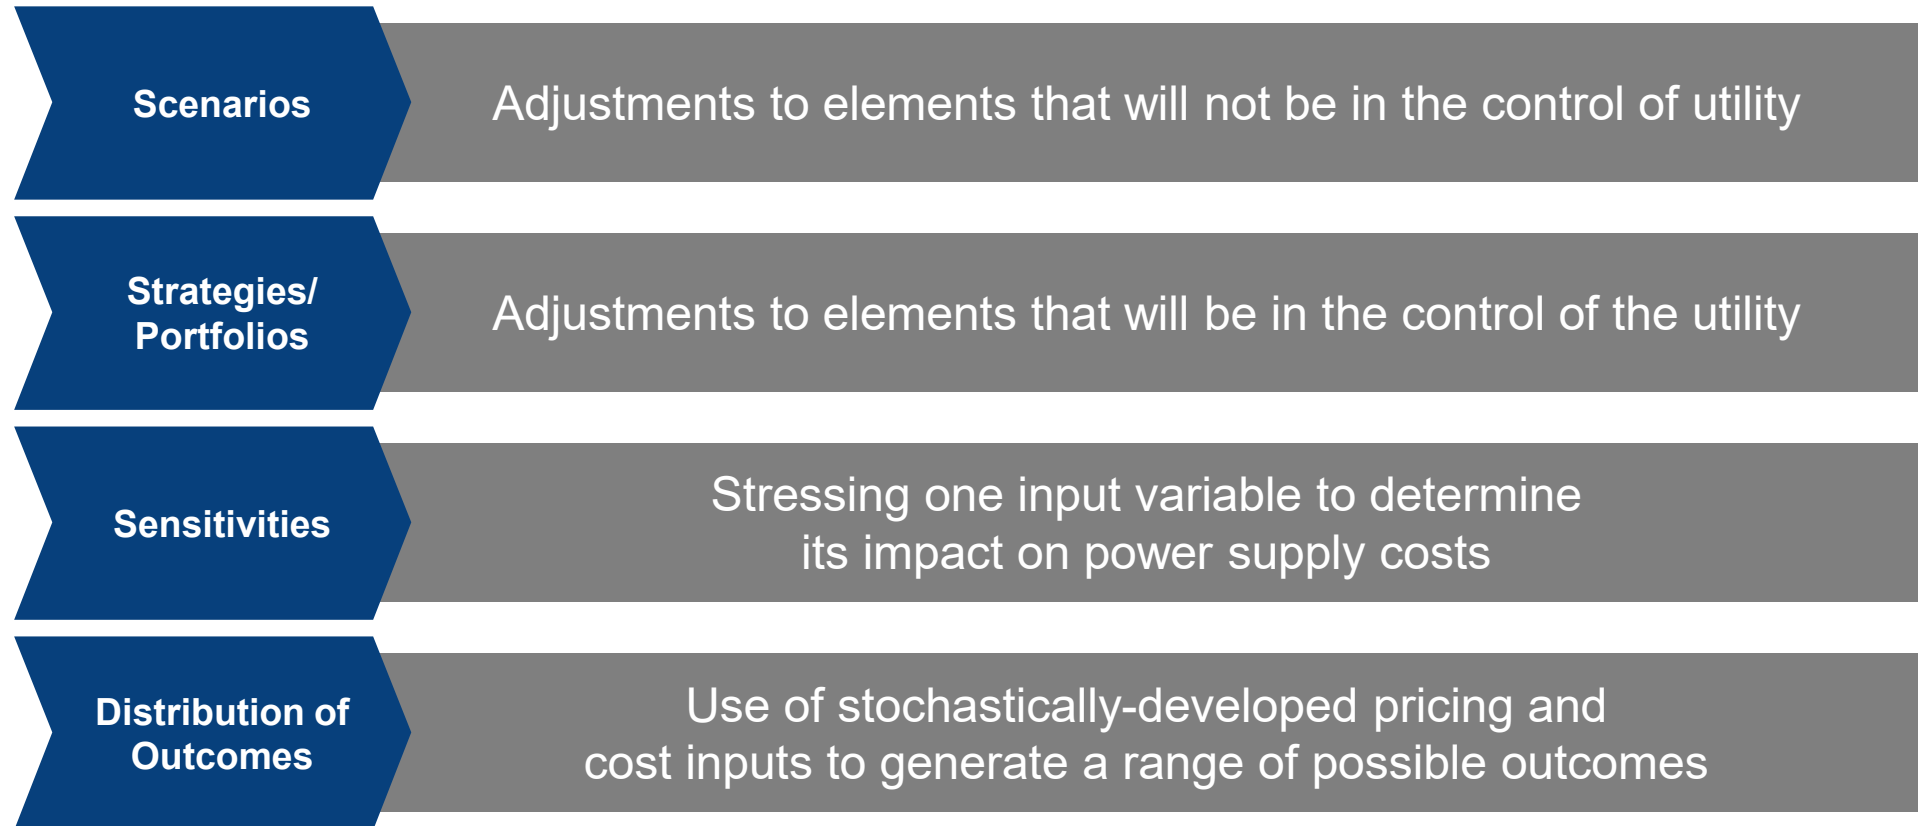 Scenarios
Adjustments to elements that will not be in the control of utility
Strategies/
Portfolios
Adjustments to elements that will be in the control of the utility
Sensitivities
Stressing one input variable to determine
its impact on power supply costs
Distribution of
Outcomes
Use of stochastically-developed pricing and
cost inputs to generate a range of possible outcomes